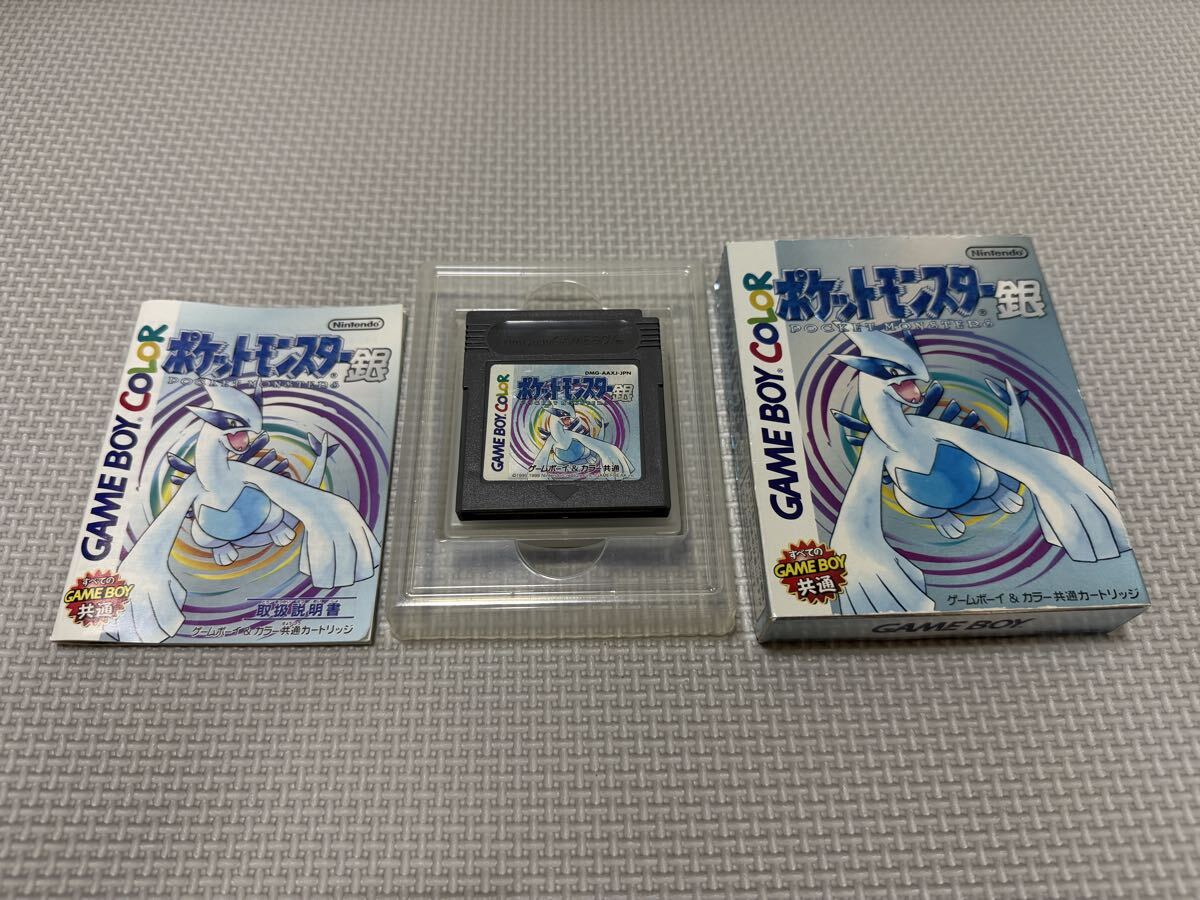 Nintendo
GAME BOY COLOR
ポケットモンスター銀
POCKET MONSTERS
すべての
GAME BOY
共通
取扱説明書
ゲームボーイ&カラー共通カートリッジ
DMG-AAXJ-JPN
GAME BOY COLOR
ポケットモンスター銀
ゲームボーイ&カラー共通
Nintendo
GAME BOY COLOR
ポケットモンスター銀
POCKET MONSTERS
すべての
GAME BOY
共通
ゲームボーイ&カラー共通カートリッジ
GAME BOY